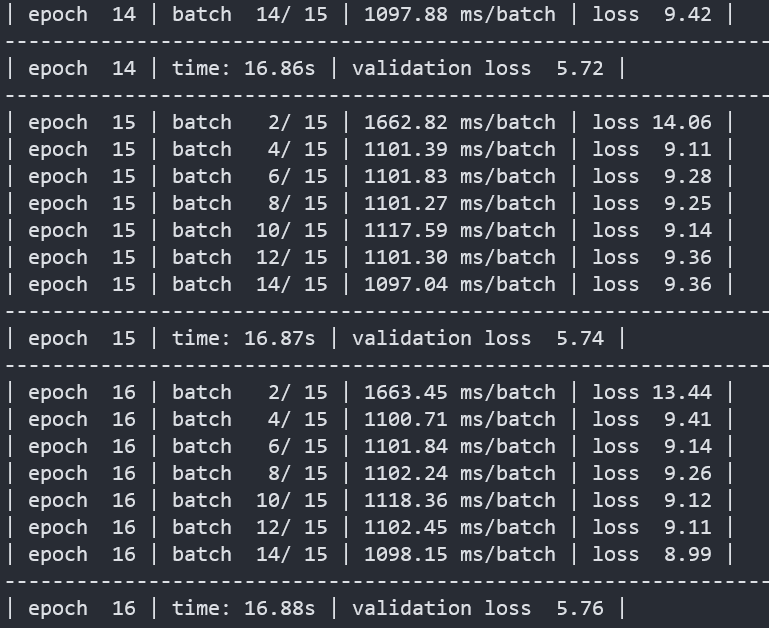 | epoch  14 | batch  14/ 15 | 1097.88 ms/batch | loss  9.42 |
----------------------------------------------------------------
| epoch  14 | time: 16.86s | validation loss  5.72 |
----------------------------------------------------------------
| epoch  15 | batch   2/ 15 | 1662.82 ms/batch | loss 14.06 |
| epoch  15 | batch   4/ 15 | 1101.39 ms/batch | loss  9.11 |
| epoch  15 | batch   6/ 15 | 1101.83 ms/batch | loss  9.28 |
| epoch  15 | batch   8/ 15 | 1101.27 ms/batch | loss  9.25 |
| epoch  15 | batch  10/ 15 | 1117.59 ms/batch | loss  9.14 |
| epoch  15 | batch  12/ 15 | 1101.30 ms/batch | loss  9.36 |
| epoch  15 | batch  14/ 15 | 1097.04 ms/batch | loss  9.36 |
----------------------------------------------------------------
| epoch  15 | time: 16.87s | validation loss  5.74 |
----------------------------------------------------------------
| epoch  16 | batch   2/ 15 | 1663.45 ms/batch | loss 13.44 |
| epoch  16 | batch   4/ 15 | 1100.71 ms/batch | loss  9.41 |
| epoch  16 | batch   6/ 15 | 1101.84 ms/batch | loss  9.14 |
| epoch  16 | batch   8/ 15 | 1102.24 ms/batch | loss  9.26 |
| epoch  16 | batch  10/ 15 | 1118.36 ms/batch | loss  9.12 |
| epoch  16 | batch  12/ 15 | 1102.45 ms/batch | loss  9.11 |
| epoch  16 | batch  14/ 15 | 1098.15 ms/batch | loss  8.99 |
----------------------------------------------------------------
| epoch  16 | time: 16.88s | validation loss  5.76 |